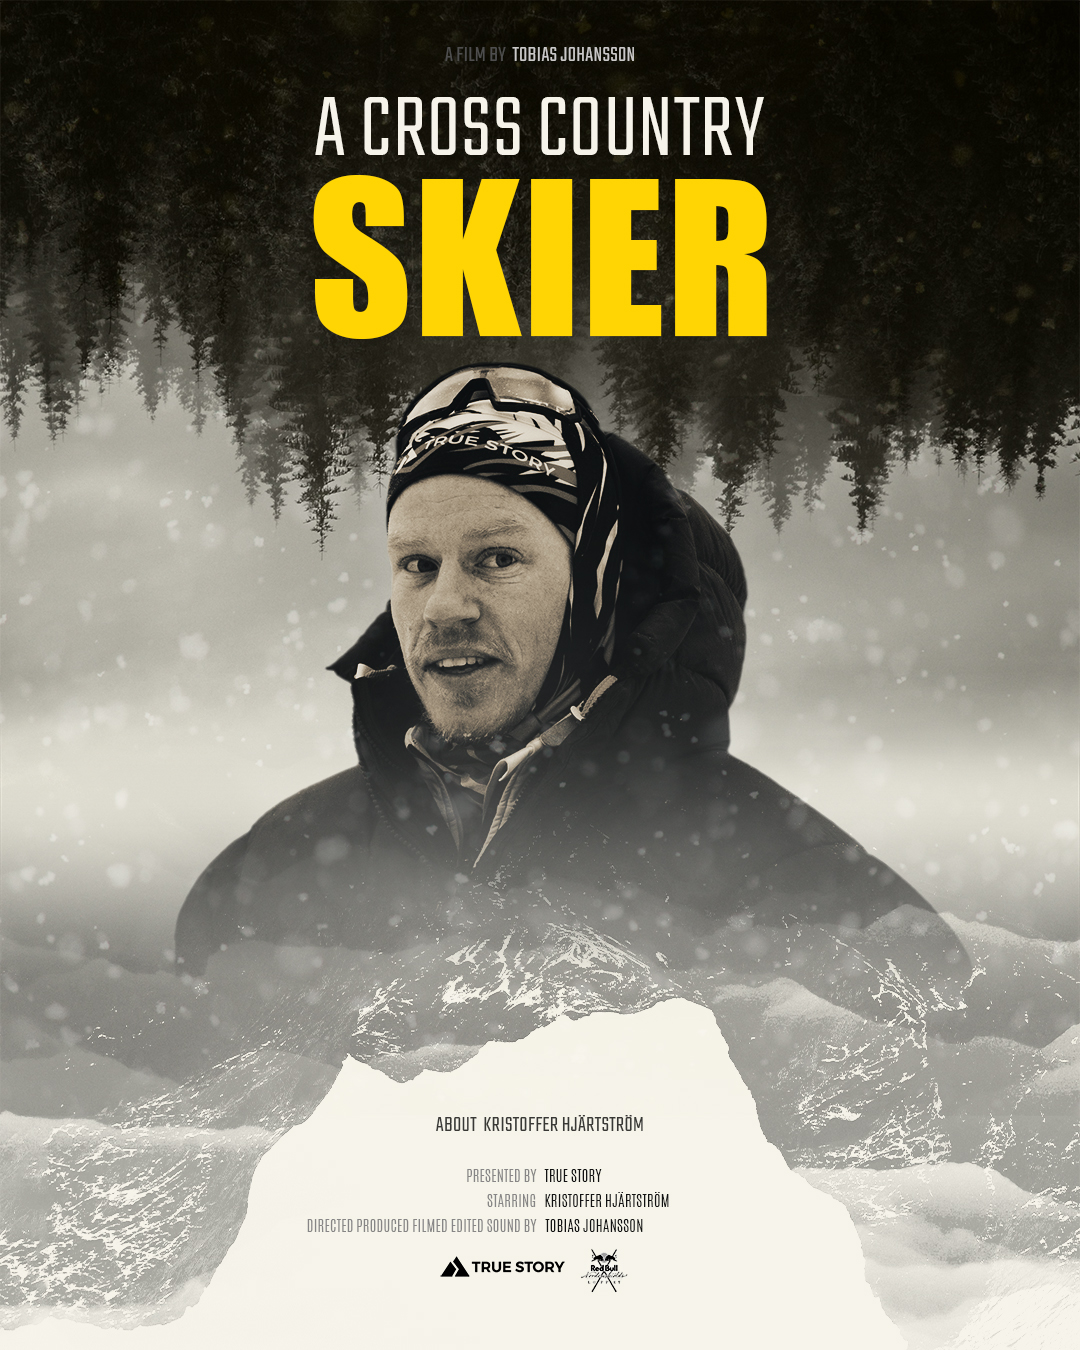 A FILM BY TOBIAS JOHANSSON
A CROSS COUNTRY
SKIER
TRUE STORY
ABOUT KRISTOFFER HJÄRTSTRÖM
PRESENTED BY TRUE STORY
STARRING KRISTOFFER HJÄRTSTRÖM
DIRECTED PRODUCED FILMED EDITED SOUND BY TOBIAS JOHANSSON
TRUE STORY
Red Bull